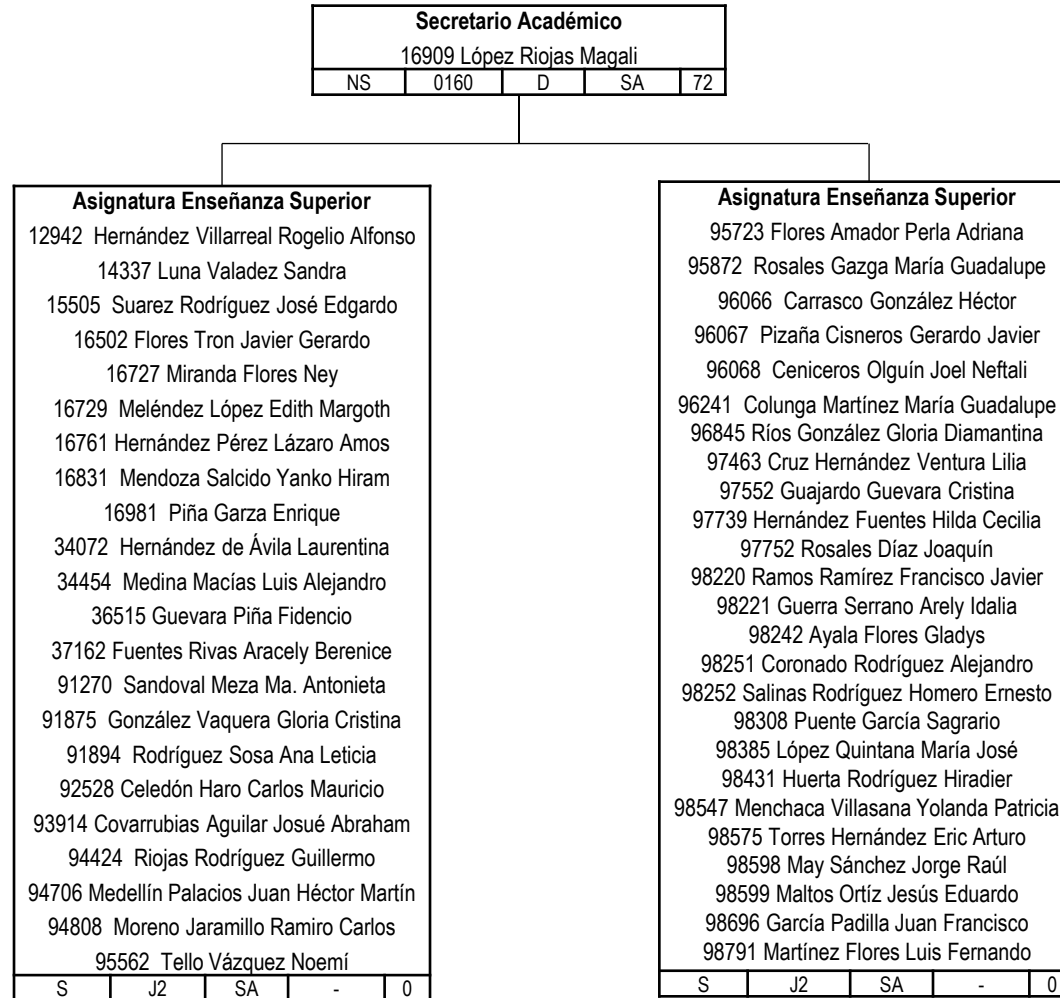 Secretario Académico
16909 López Riojas Magali
NS 0160 D SA 72
Asignatura Enseñanza Superior
12942 Hernández Villarreal Rogelio Alfonso
14337 Luna Valadez Sandra
15505 Suarez Rodríguez José Edgardo
16502 Flores Tron Javier Gerardo
16727 Miranda Flores Ney
16729 Meléndez López Edith Margoth
16761 Hernández Pérez Lázaro Amos
16831 Mendoza Salcido Yanko Hiram
16981 Piña Garza Enrique
34072 Hernández de Ávila Laurentina
34454 Medina Macías Luis Alejandro
36515 Guevara Piña Fidencio
37162 Fuentes Rivas Aracely Berenice
91270 Sandoval Meza Ma. Antonieta
91875 González Vaquera Gloria Cristina
91894 Rodríguez Sosa Ana Leticia
92528 Celedón Haro Carlos Mauricio
93914 Covarrubias Aguilar Josué Abraham
94424 Riojas Rodríguez Guillermo
94706 Medellín Palacios Juan Héctor Martín
94808 Moreno Jaramillo Ramiro Carlos
95562 Tello Vázquez Noemí
S J2 SA - 0
Asignatura Enseñanza Superior
95723 Flores Amador Perla Adriana
95872 Rosales Gazga María Guadalupe
96066 Carrasco González Héctor
96067 Pizaña Cisneros Gerardo Javier
96068 Ceniceros Olguín Joel Neftali
96241 Colunga Martínez María Guadalupe
96845 Ríos González Gloria Diamantina
97463 Cruz Hernández Ventura Lilia
97552 Guajardo Guevara Cristina
97739 Hernández Fuentes Hilda Cecilia
97752 Rosales Díaz Joaquín
98220 Ramos Ramírez Francisco Javier
98221 Guerra Serrano Arely Idalia
98242 Ayala Flores Gladys
98251 Coronado Rodríguez Alejandro
98252 Salinas Rodríguez Homero Ernesto
98308 Puente García Sagrario
98385 López Quintana María José
98431 Huerta Rodríguez Hiradier
98547 Menchaca Villasana Yolanda Patricia
98575 Torres Hernández Eric Arturo
98598 May Sánchez Jorge Raúl
98599 Maltos Ortíz Jesús Eduardo
98696 García Padilla Juan Francisco
98791 Martínez Flores Luis Fernando
S J2 SA - 0